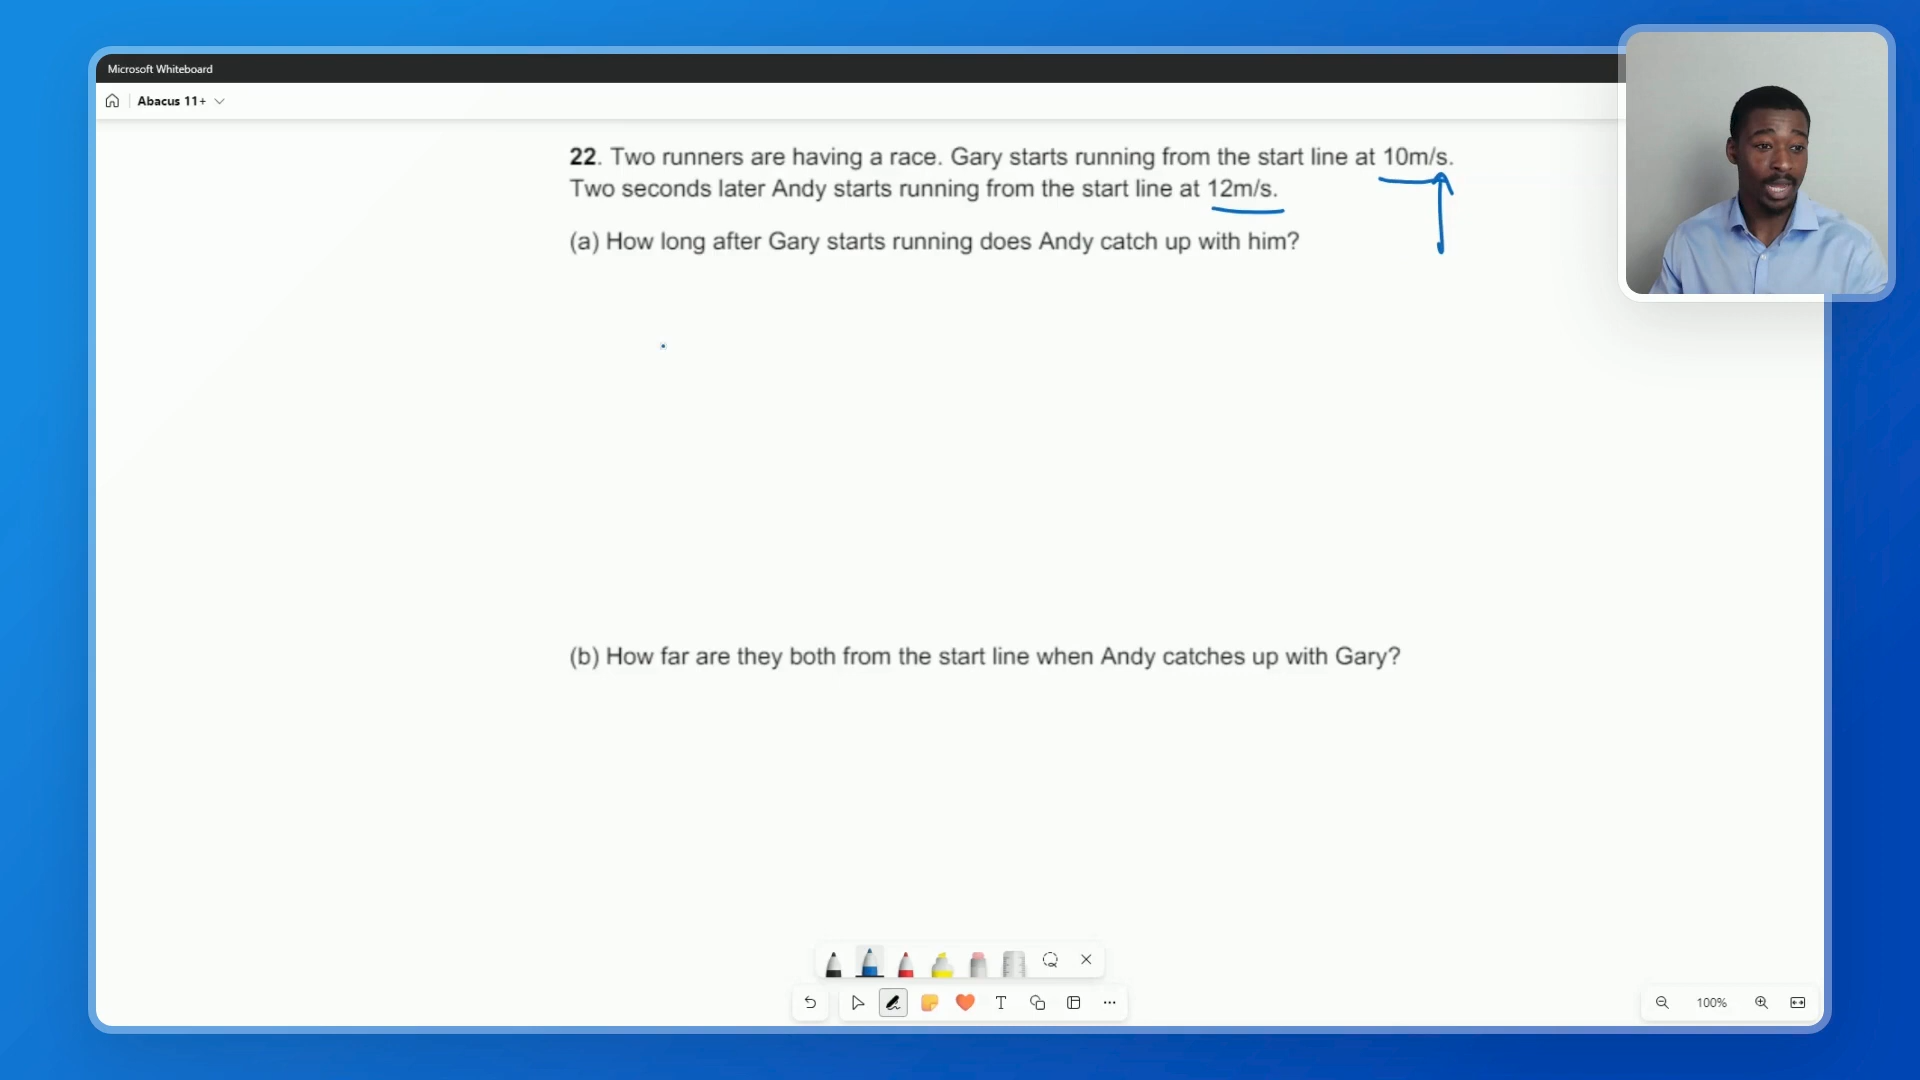 Microsoft Whiteboard
Abacus 11+
22. Two runners are having a race. Gary starts running from the start line at 10m/s.
Two seconds later Andy starts running from the start line at 12m/s.
(a) How long after Gary starts running does Andy catch up with him?
(b) How far are they both from the start line when Andy catches up with Gary?
100%